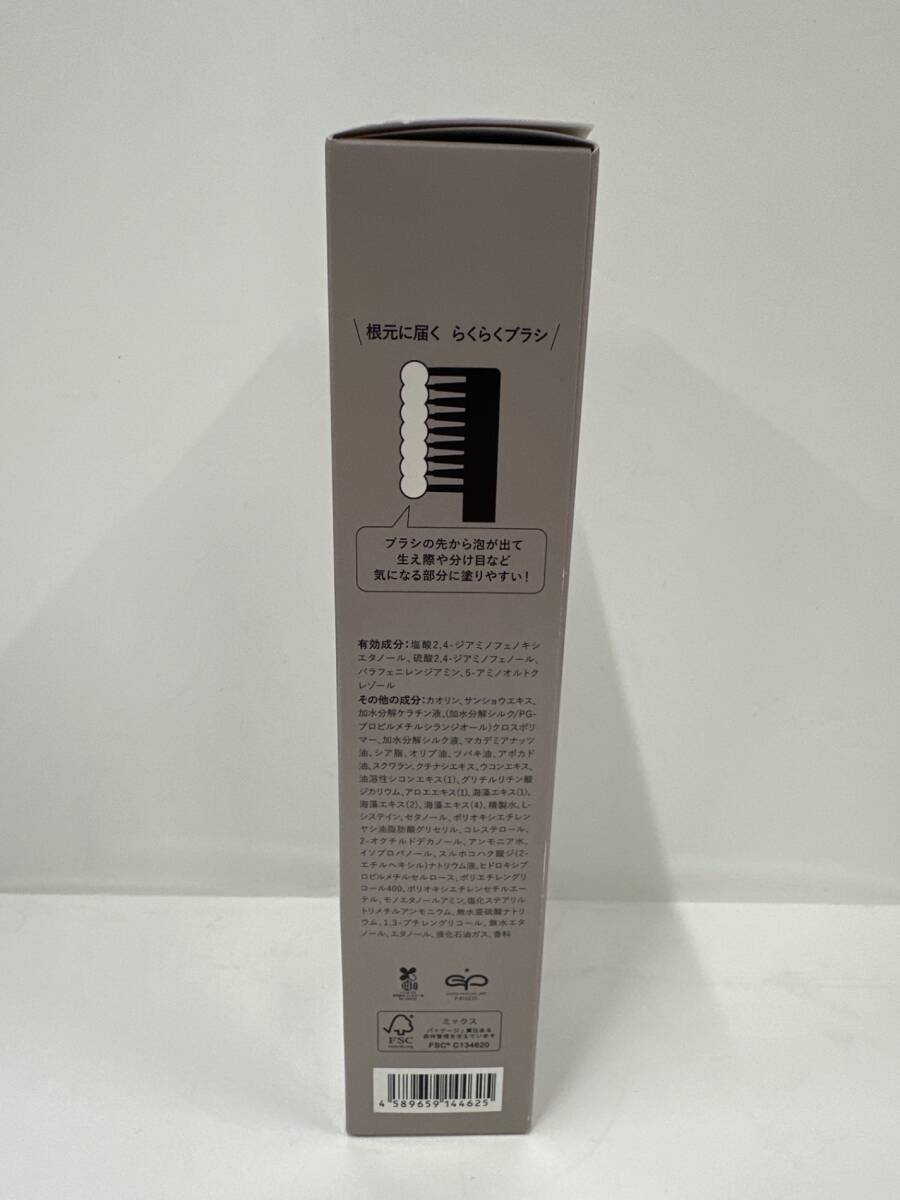 根元に届く らくらくブラシ
ブラシの先から泡が出て
生え際や分け目など
気になる部分に塗りやすい!
有効成分:塩酸2,4-ジアミノフェノキシ
エタノール、硫酸2,4-ジアミノフェノール、
パラフェニレンジアミン、5-アミノオルトク
レゾール
その他の成分:カオリン、サンショウエキス、
加水分解ケラチン液、(加水分解シルク/PG-
プロピルメチルシランジオール)クロスポリ
マー、加水分解シルク液、マカデミアナッツ
油、シア脂、オリブ油、ツバキ油、アボカド
油、スクワラン、クチナシエキス、ウコンエキス、
油溶性シコンエキス(1)、グリチルリチン酸
ジカリウム、アロエエキス(1)、海藻エキス(1)、
海藻エキス(2)、海藻エキス(4)、精製水、L-
システイン、セタノール、ポリオキシエチレン
ヤシ油脂肪酸グリセリル、コレステロール、
2-オクチルドデカノール、アンモニア水、
イソプロパノール、スルホコハク酸ジ(2-
エチルヘキシル)ナトリウム液、ヒドロキシプ
ロピルメチルセルロース、ポリエチレングリ
コール400、ポリオキシエチレンセチルエー
テル、モノエタノールアミン、塩化ステアリル
トリメチルアンモニウム、無水亜硫酸ナトリ
ウム、1,3-ブチレングリコール、無水エタ
ノール、エタノール、液化石油ガス、香料
FSC
ミックス
パッケージ|責任ある
森林管理を支えています
FSC® C134620
4 589659 144625